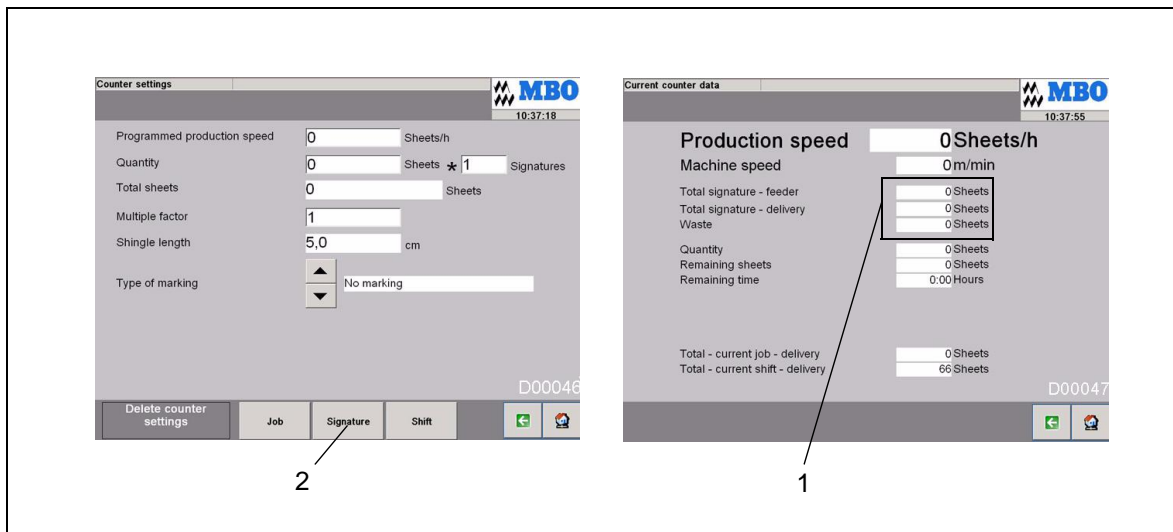 Counter settings
MBO
10:37:18
Programmed production speed 0 Sheets/h
Quantity 0 Sheets * 1 Signatures
Total sheets 0 Sheets
Multiple factor 1
Shingle length 5,0 cm
Type of marking No marking
D00046
Delete counter
settings Job Signature Shift
2
Current counter data
MBO
10:37:55
Production speed 0 Sheets/h
Machine speed 0 m/min
Total signature - feeder 0 Sheets
Total signature - delivery 0 Sheets
Waste 0 Sheets
Quantity 0 Sheets
Remaining sheets 0 Sheets
Remaining time 0:00 Hours
Total - current job - delivery 0 Sheets
Total - current shift - delivery 66 Sheets
D00047
1